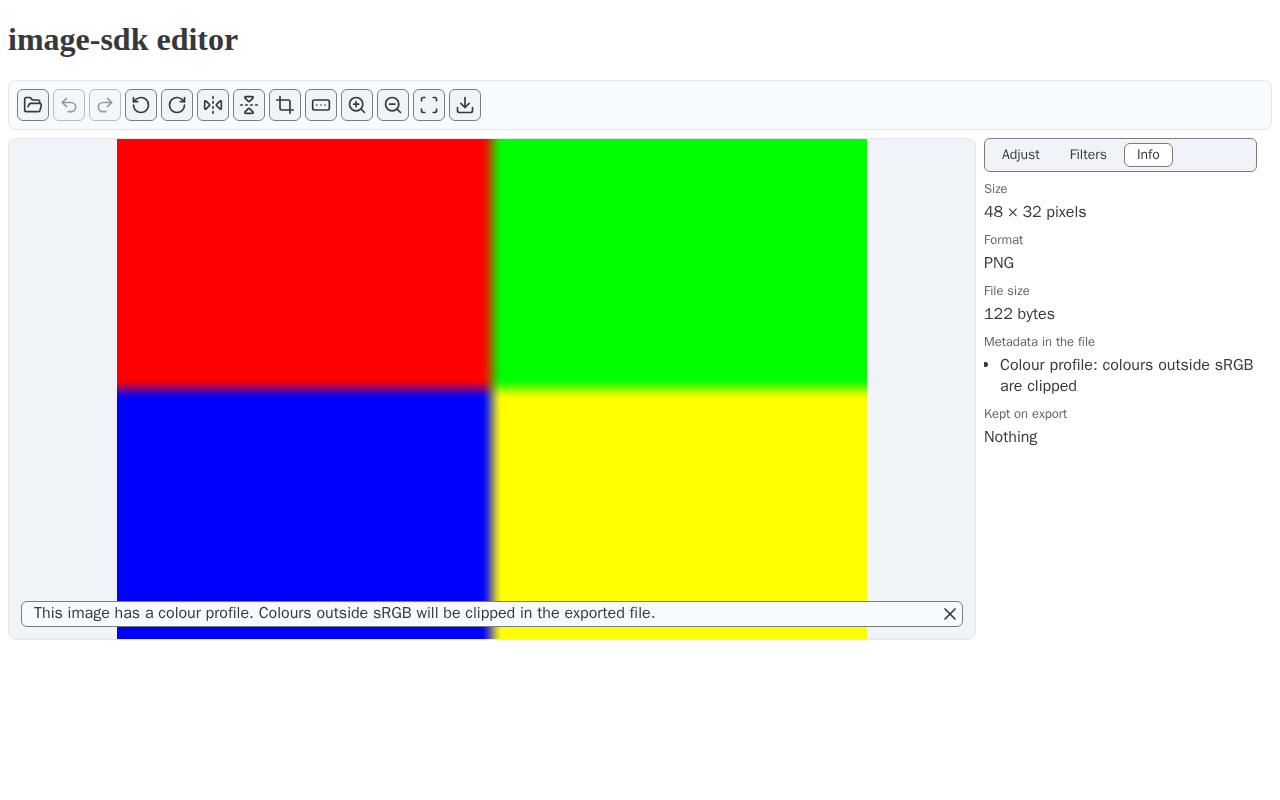 image-sdk editor
Adjust Filters Info
Size
48 × 32 pixels
Format
PNG
File size
122 bytes
Metadata in the file
• Colour profile: colours outside sRGB
are clipped
Kept on export
Nothing
This image has a colour profile. Colours outside sRGB will be clipped in the exported file.